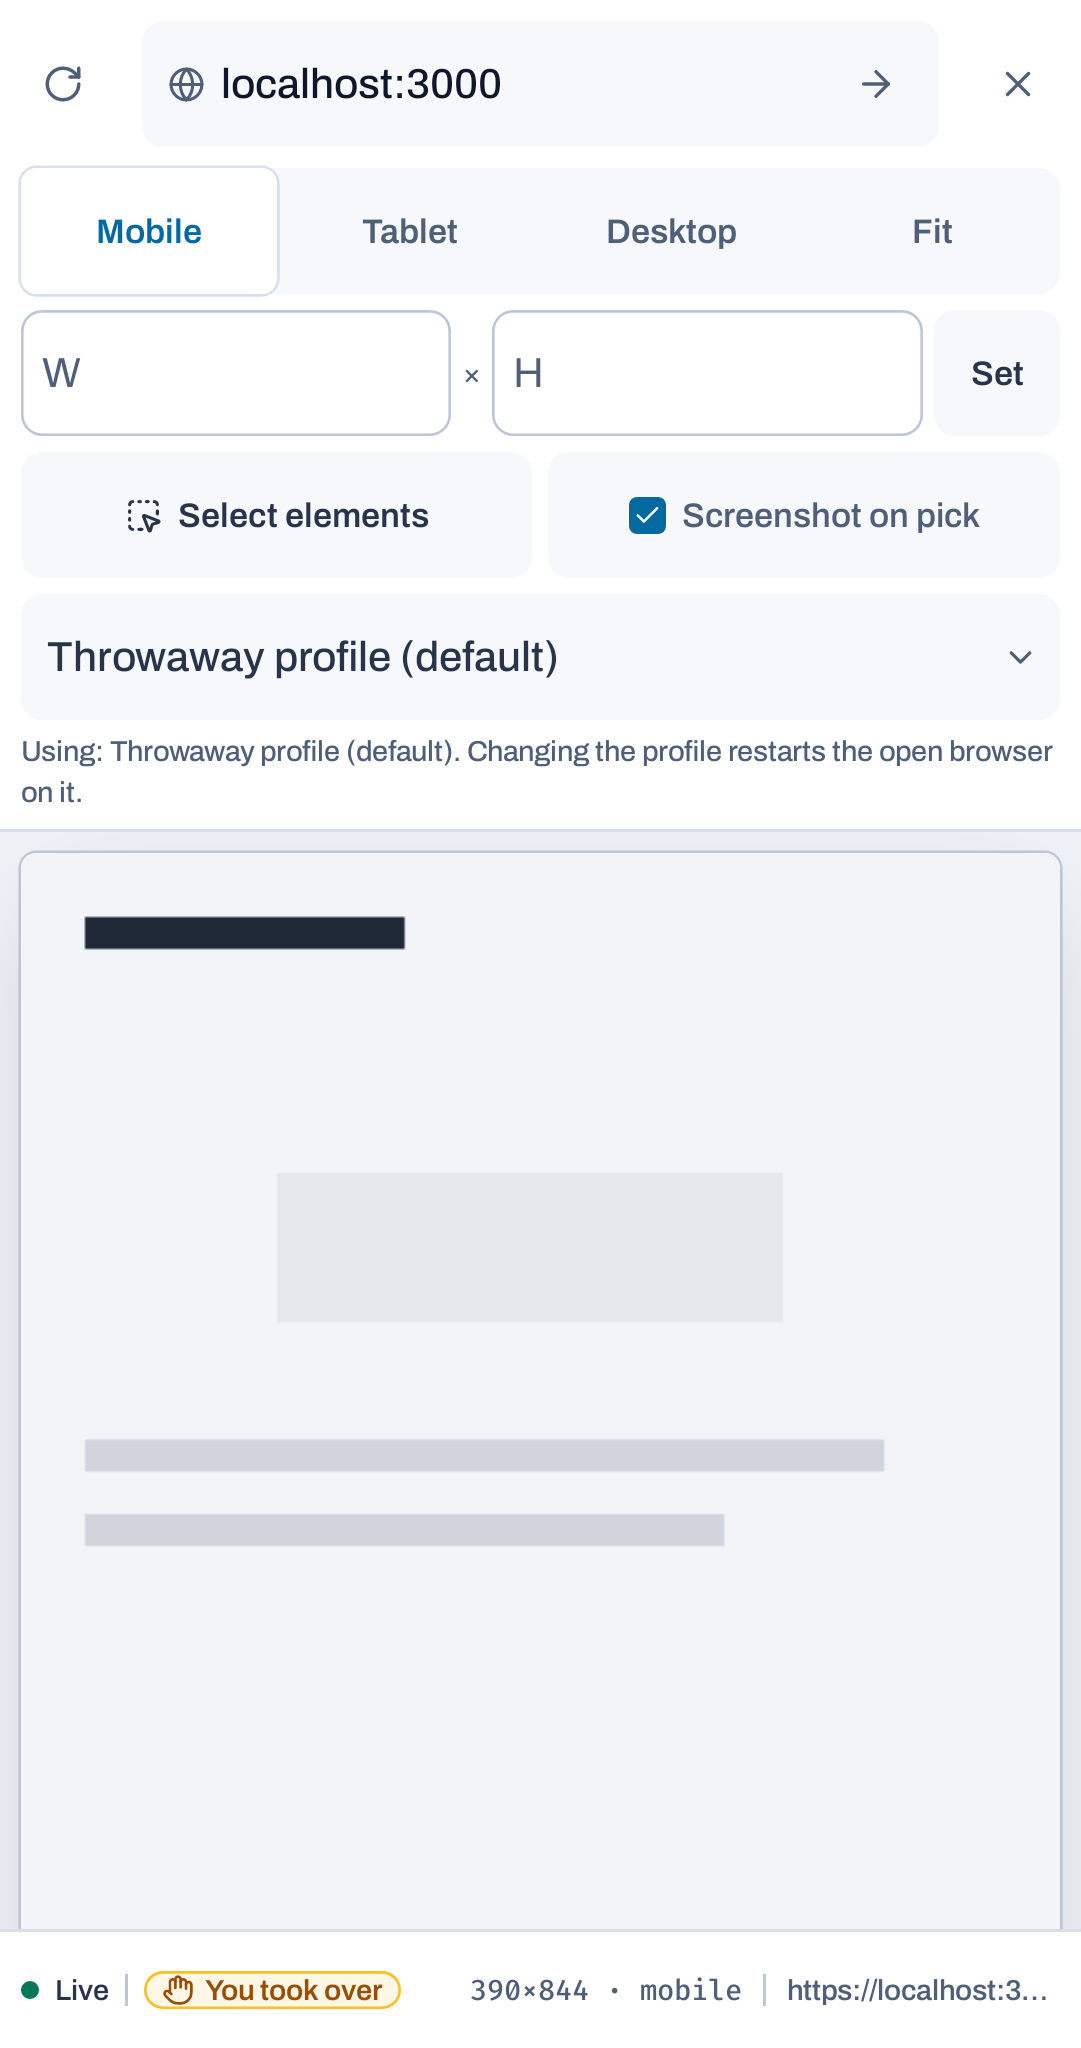 localhost:3000
Mobile
Tablet
Desktop
Fit
W
×
H
Set
Select elements
Screenshot on pick
Throwaway profile (default)
Using: Throwaway profile (default). Changing the profile restarts the open browser
on it.
Live
You took over
390×844 · mobile
https://localhost:3…